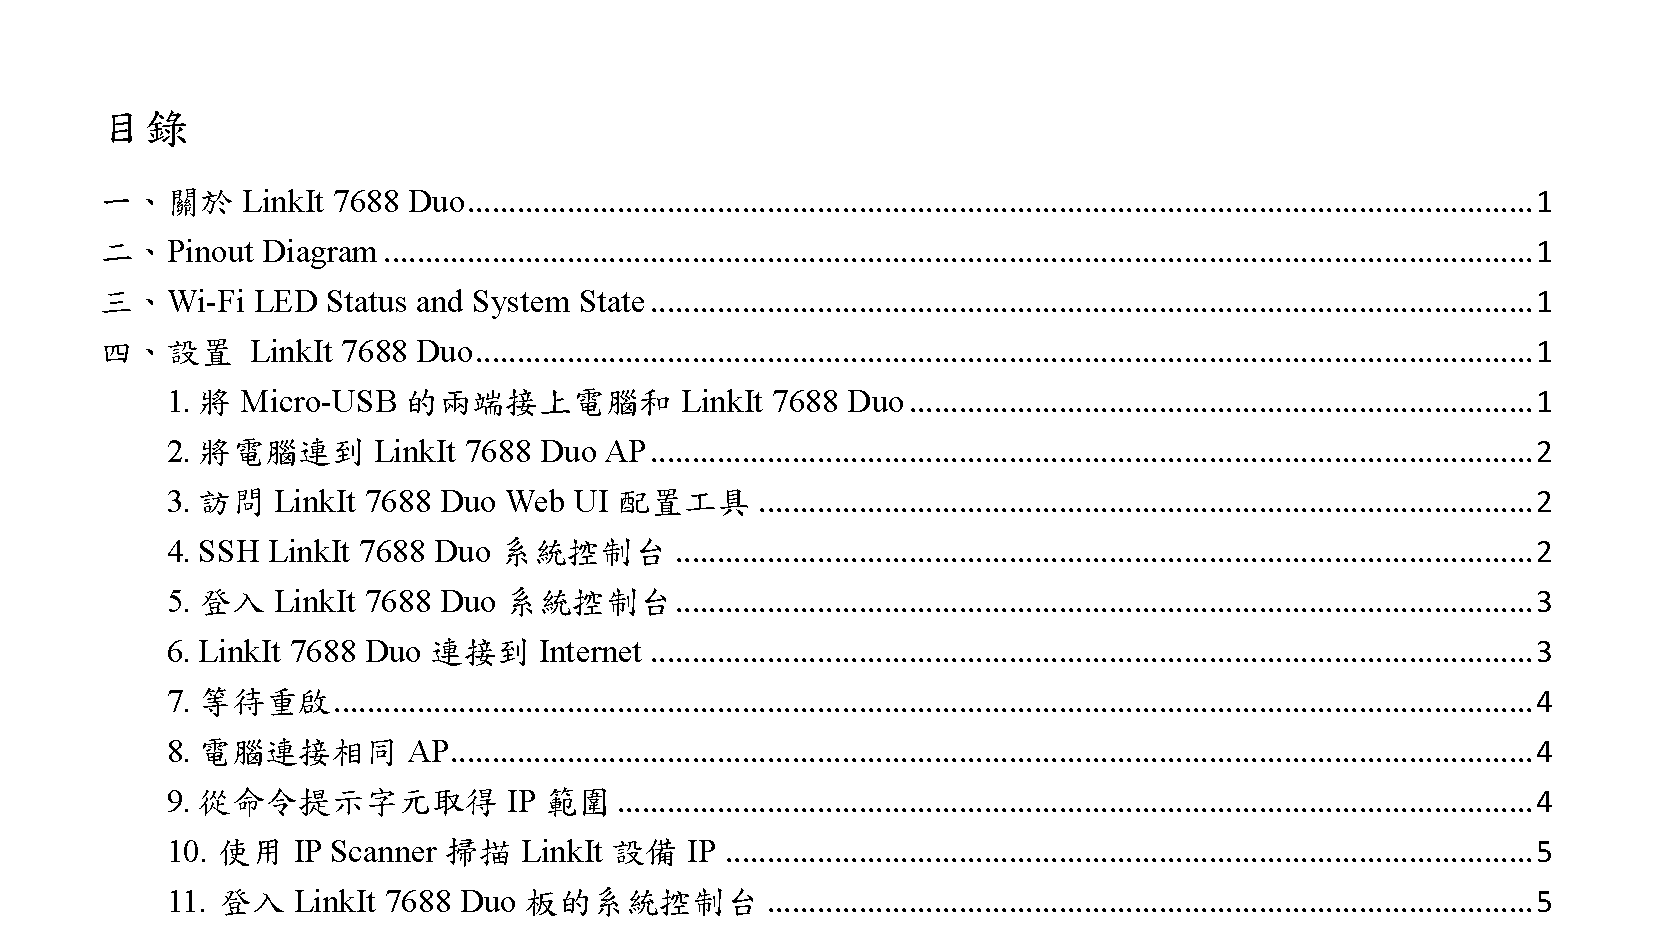 目錄
一、關於 LinkIt 7688 Duo........................................1
二、Pinout Diagram ........................................1
三、Wi-Fi LED Status and System State ........................................1
四、設置 LinkIt 7688 Duo........................................1
1. 將 Micro-USB 的兩端接上電腦和 LinkIt 7688 Duo ........................................1
2. 將電腦連到 LinkIt 7688 Duo AP ........................................2
3. 訪問 LinkIt 7688 Duo Web UI 配置工具 ........................................2
4. SSH LinkIt 7688 Duo 系統控制台 ........................................2
5. 登入 LinkIt 7688 Duo 系統控制台 ........................................3
6. LinkIt 7688 Duo 連接到 Internet ........................................3
7. 等待重啟........................................4
8. 電腦連接相同 AP........................................4
9. 從命令提示字元取得 IP 範圍 ........................................4
10. 使用 IP Scanner 掃描 LinkIt 設備 IP ........................................5
11. 登入 LinkIt 7688 Duo 板的系統控制台 ........................................5